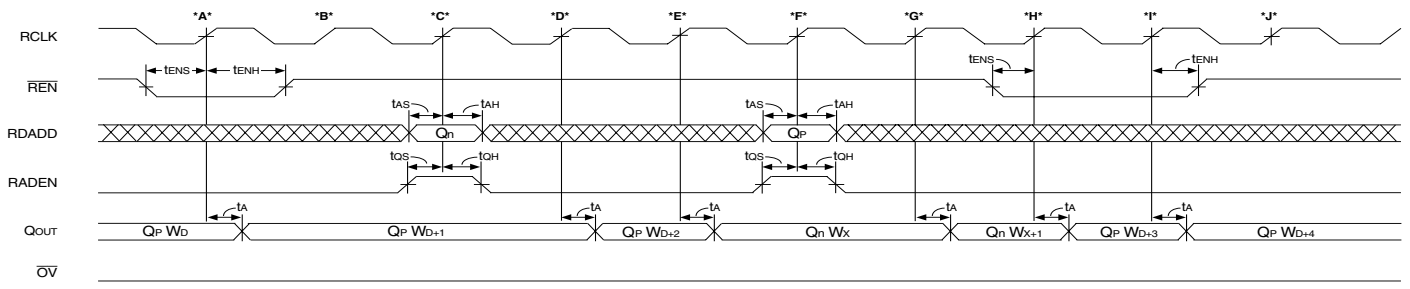 *A* *B* *C* *D* *E* *F* *G* *H* *I* *J*
RCLK
tENS tENH tENS tENH
REN
tAS tAH tAS tAH
RDADD Qn QP
tQS tQH tQS tQH
RADEN
tA tA tA tA tA tA
QOUT QP WD QP WD+1 QP WD+2 Qn WX Qn WX+1 QP WD+3 QP WD+4
OV